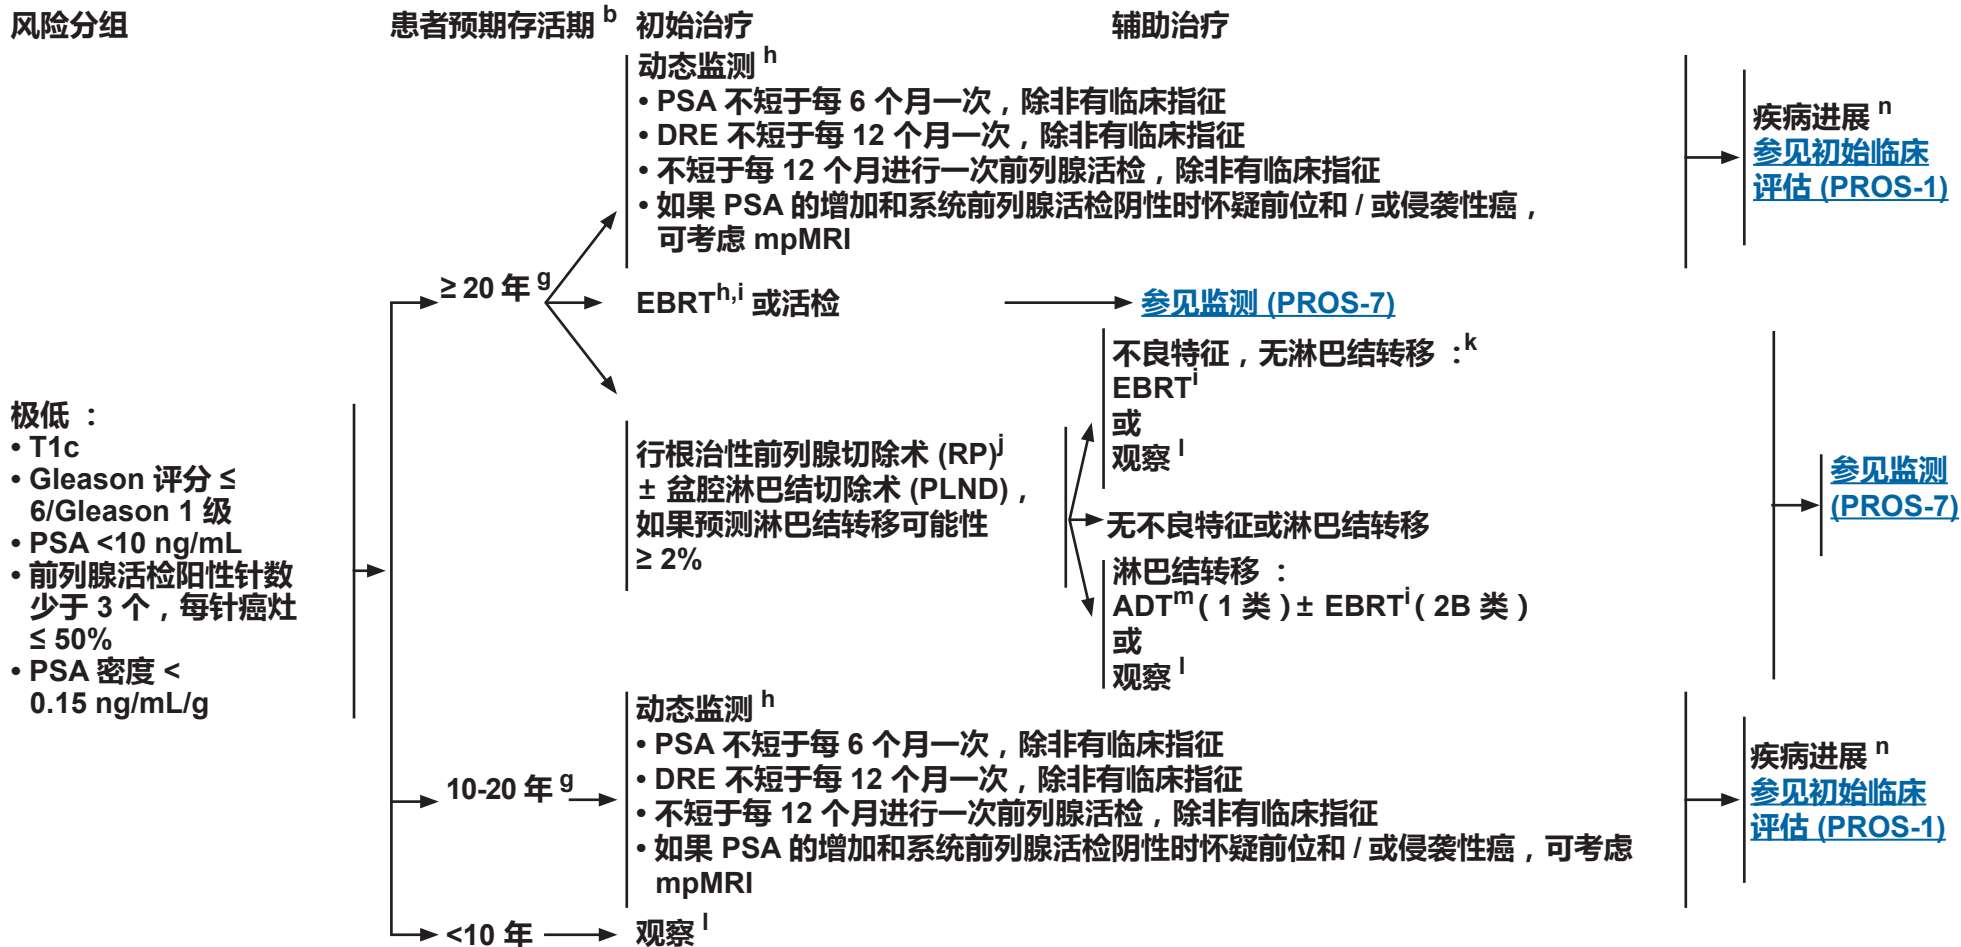 风险分组
患者预期存活期 b
初始治疗
辅助治疗
动态监测 h
• PSA 不短于每 6 个月一次，除非有临床指征
• DRE 不短于每 12 个月一次，除非有临床指征
• 不短于每 12 个月进行一次前列腺活检，除非有临床指征
• 如果 PSA 的增加和系统前列腺活检阴性时怀疑前位和 / 或侵袭性癌，
可考虑 mpMRI
疾病进展 n
参见初始临床
评估 (PROS-1)
≥ 20 年 g
EBRTh,i 或活检
参见监测 (PROS-7)
不良特征，无淋巴结转移 ：k
EBRTi
或
观察 l
极低 ：
• T1c
• Gleason 评分 ≤
6/Gleason 1 级
• PSA <10 ng/mL
• 前列腺活检阳性针数
少于 3 个，每针癌灶
≤ 50%
• PSA 密度 <
0.15 ng/mL/g
行根治性前列腺切除术 (RP)j
± 盆腔淋巴结切除术 (PLND)，
如果预测淋巴结转移可能性
≥ 2%
无不良特征或淋巴结转移
淋巴结转移 ：
ADTm（ 1 类 ）± EBRTi（ 2B 类 ）
或
观察 l
参见监测
(PROS-7)
10-20 年 g
动态监测 h
• PSA 不短于每 6 个月一次，除非有临床指征
• DRE 不短于每 12 个月一次，除非有临床指征
• 不短于每 12 个月进行一次前列腺活检，除非有临床指征
• 如果 PSA 的增加和系统前列腺活检阴性时怀疑前位和 / 或侵袭性癌，可考虑
mpMRI
疾病进展 n
参见初始临床
评估 (PROS-1)
<10 年
观察 l